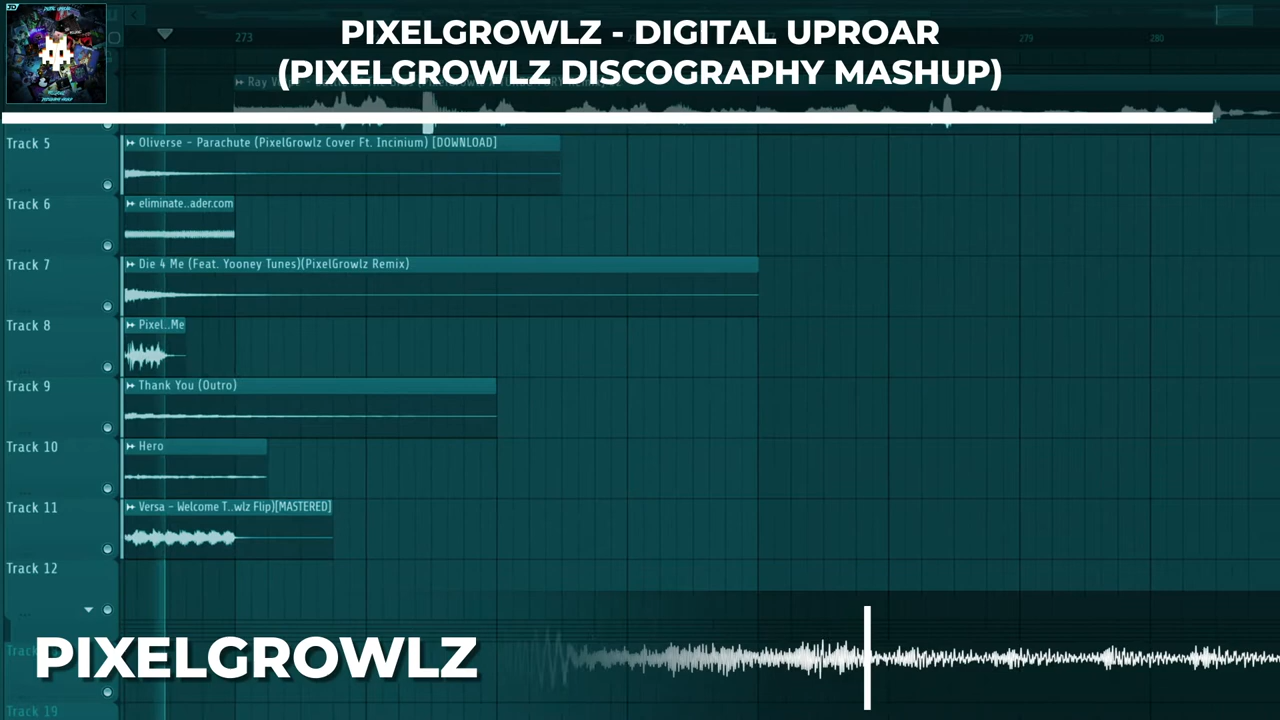 PIXELGROWLZ - DIGITAL UPROAR
(PIXELGROWLZ DISCOGRAPHY MASHUP)
273
279
280
Track 5
Oliverse - Parachute (PixelGrowlz Cover Ft. Incinium) [DOWNLOAD]
Track 6
eliminate..ader.com
Track 7
Die 4 Me (Feat. Yooney Tunes)(PixelGrowlz Remix)
Track 8
Pixel..Me
Track 9
Thank You (Outro)
Track 10
Hero
Track 11
Versa - Welcome T..wlz Flip)[MASTERED]
Track 12
PIXELGROWLZ
Track 19